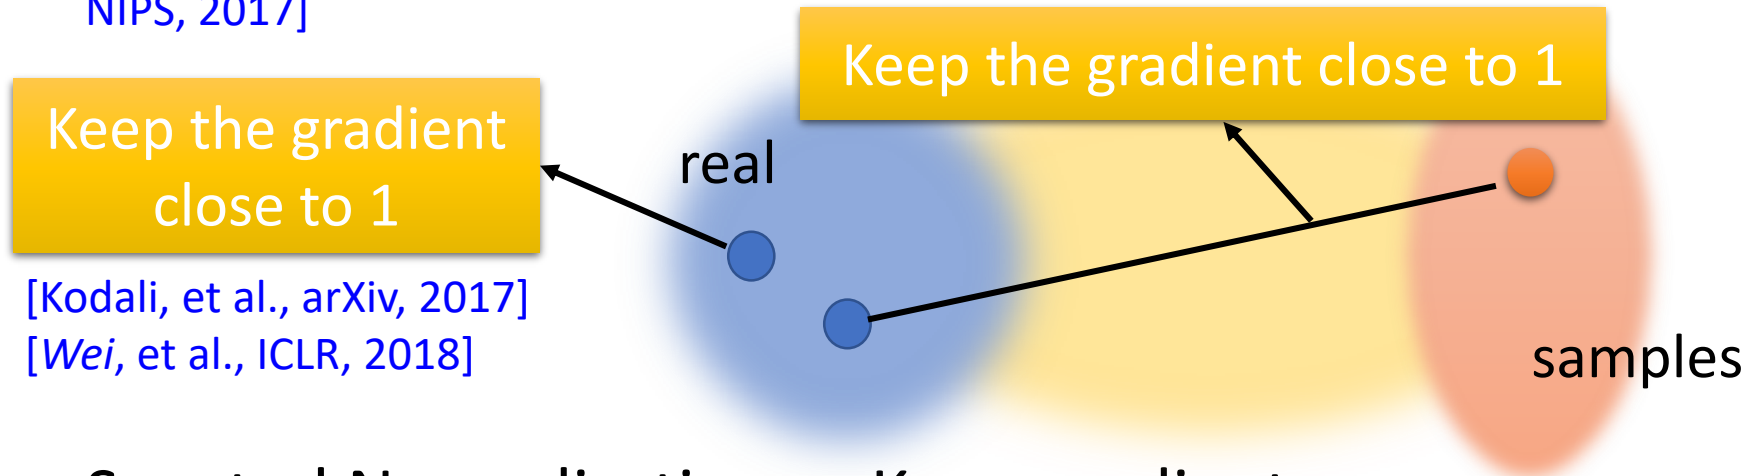 NIPS, 2017]
Keep the gradient close to 1
Keep the gradient
close to 1
real
[Kodali, et al., arXiv, 2017]
[Wei, et al., ICLR, 2018]
samples